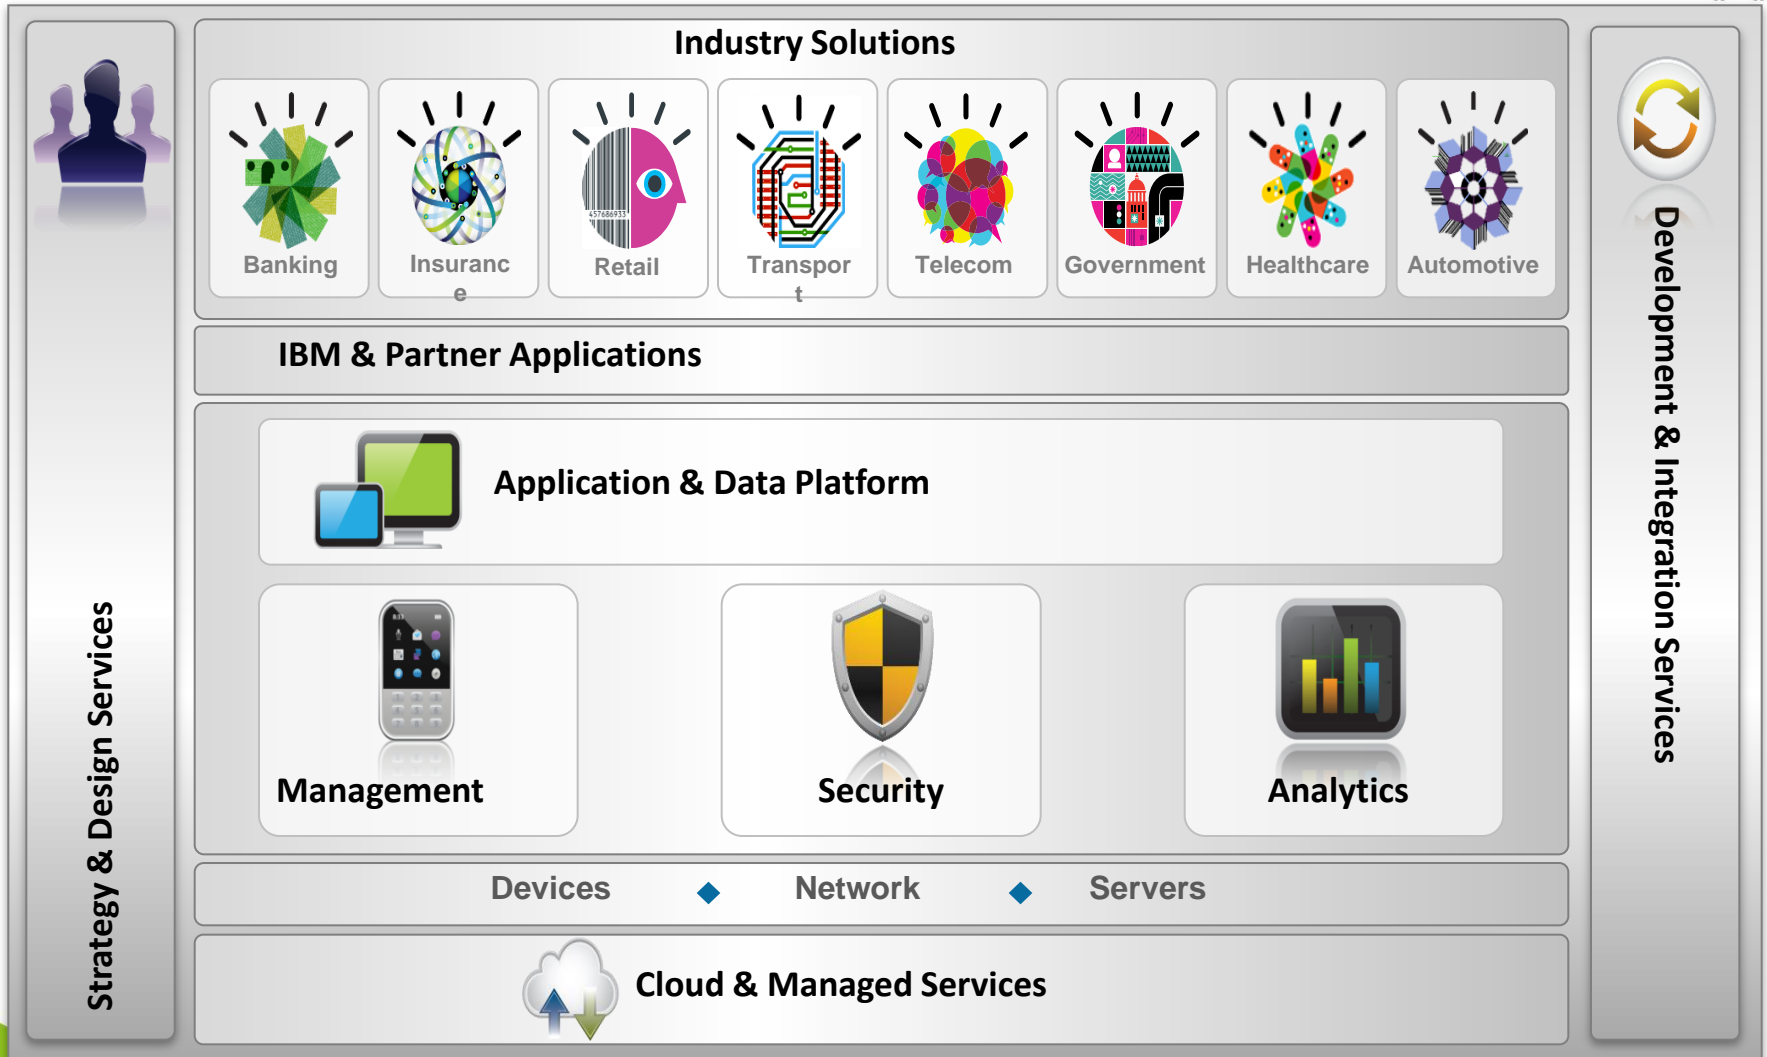 Industry Solutions
457686933
Banking
Insuranc
e
Retail
Transpor
t
Telecom
Government
Healthcare
Automotive
IBM & Partner Applications
Application & Data Platform
Management
Security
Analytics
Devices ◆ Network ◆ Servers
Cloud & Managed Services
Strategy & Design Services
Development & Integration Services